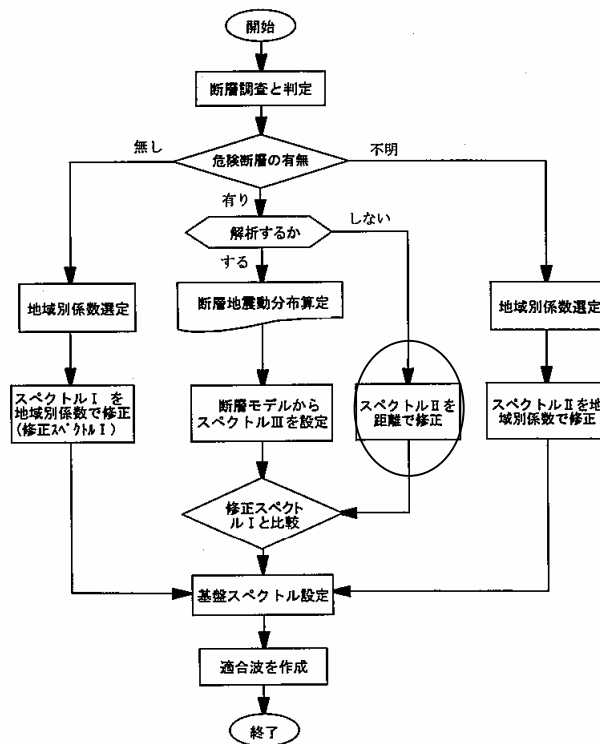 開始
断層調査と判定
危険断層の有無
無し
不明
有り
解析するか
しない
する
地域別係数選定
断層地震動分布算定
地域別係数選定
スペクトルⅠ を
地域別係数で修正
(修正スペクトルⅠ)
断層モデルから
スペクトルⅢを設定
スペクトルⅡを
距離で修正
スペクトルⅡを地
域別係数で修正
修正スペクト
ルⅠと比較
基盤スペクトル設定
適合波を作成
終了